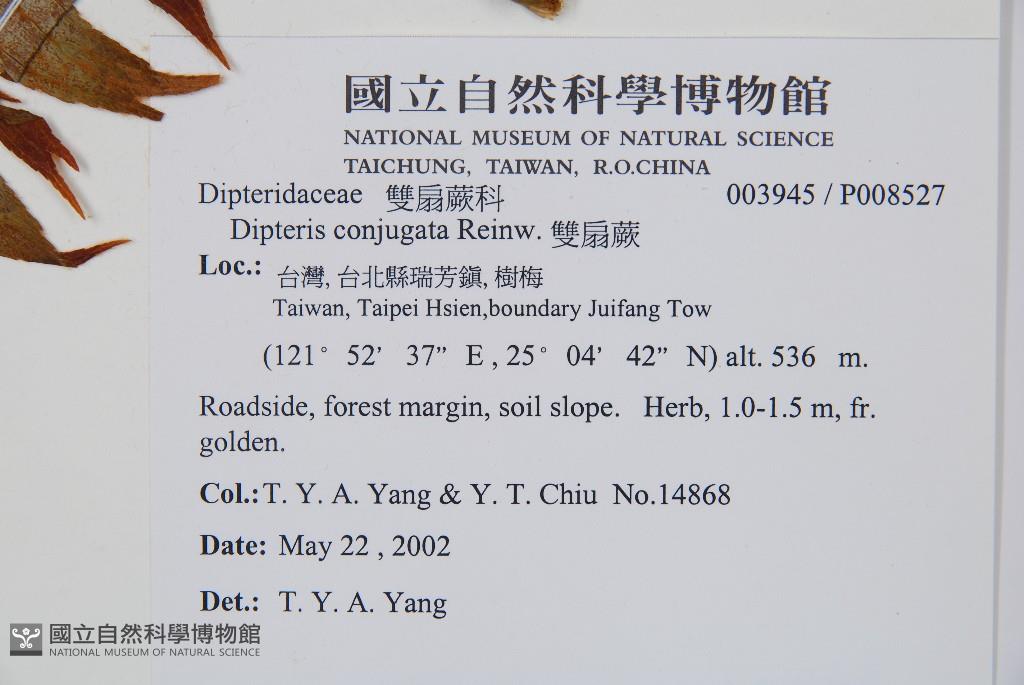 國立自然科學博物館
NATIONAL MUSEUM OF NATURAL SCIENCE
TAICHUNG, TAIWAN, R.O.CHINA
Dipteridaceae 雙扇蕨科 003945 / P008527
Dipteris conjugata Reinw. 雙扇蕨
Loc.: 台灣, 台北縣瑞芳鎮, 樹梅
Taiwan, Taipei Hsien,boundary Juifang Tow
(121° 52’ 37” E , 25° 04’ 42” N) alt. 536 m.
Roadside, forest margin, soil slope. Herb, 1.0-1.5 m, fr.
golden.
Col.: T. Y. A. Yang & Y. T. Chiu No.14868
Date: May 22 , 2002
Det.: T. Y. A. Yang
國立自然科學博物館
NATIONAL MUSEUM OF NATURAL SCIENCE